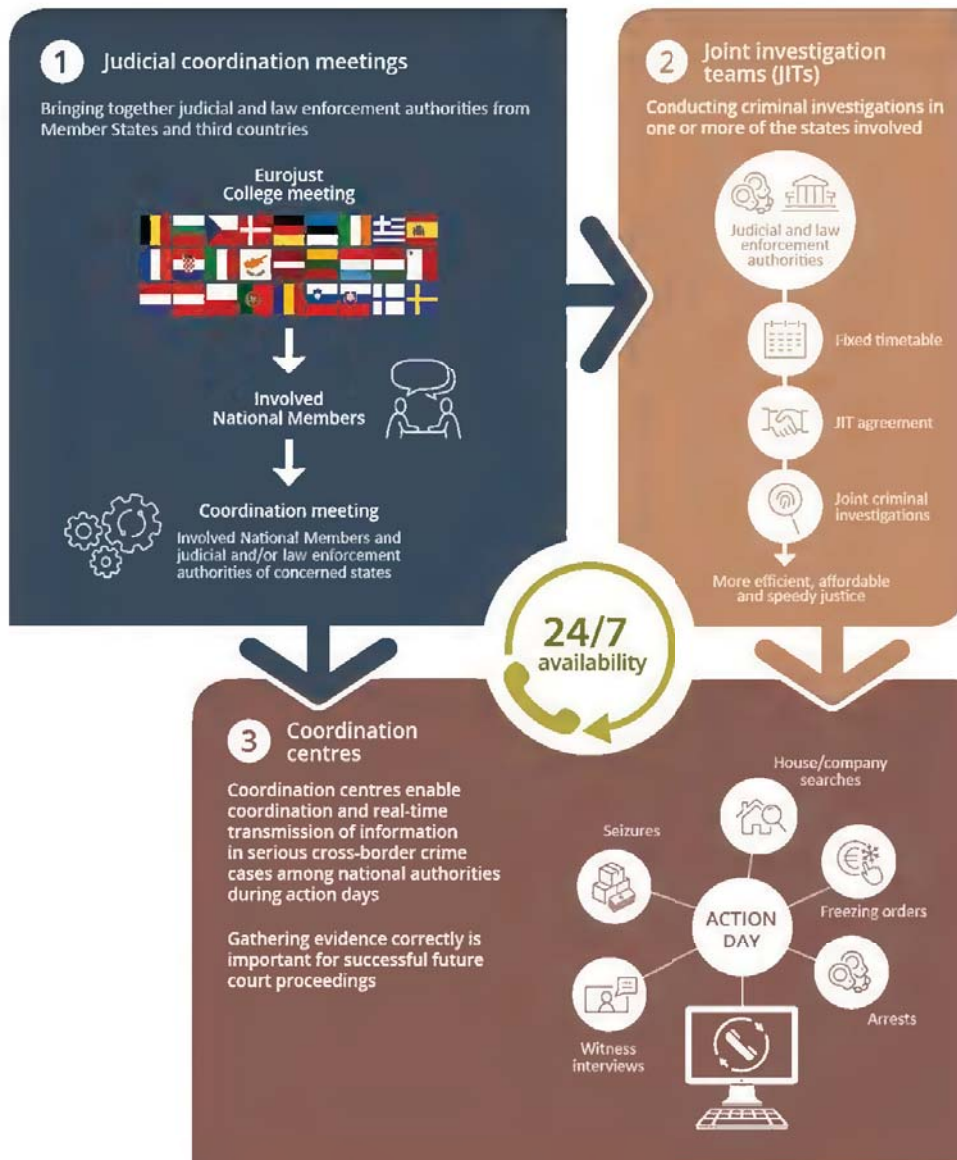 1 Judicial coordination meetings
Bringing together judicial and law enforcement authorities from
Member States and third countries
Eurojust
College meeting
Involved
National Members
Coordination meeting
Involved National Members and
judicial and/or law enforcement
authorities of concerned states
2 Joint investigation
teams (JITs)
Conducting criminal investigations in
one or more of the states involved
Judicial and law
enforcement
authorities
Fixed timetable
JIT agreement
Joint criminal
investigations
More efficient, affordable
and speedy justice
24/7
availability
3 Coordination
centres
Coordination centres enable
coordination and real-time
transmission of information
in serious cross-border crime
cases among national authorities
during action days
Gathering evidence correctly is
important for successful future
court proceedings
House/company
searches
Seizures
Freezing orders
ACTION
DAY
Arrests
Witness
interviews